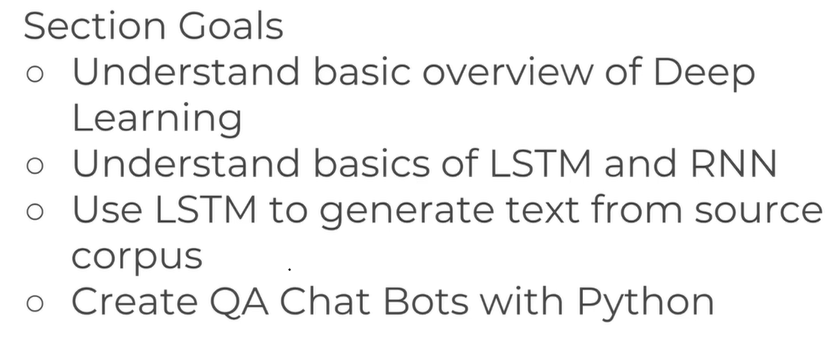 Section Goals
○ Understand basic overview of Deep
Learning
○ Understand basics of LSTM and RNN
○ Use LSTM to generate text from source
corpus
○ Create QA Chat Bots with Python